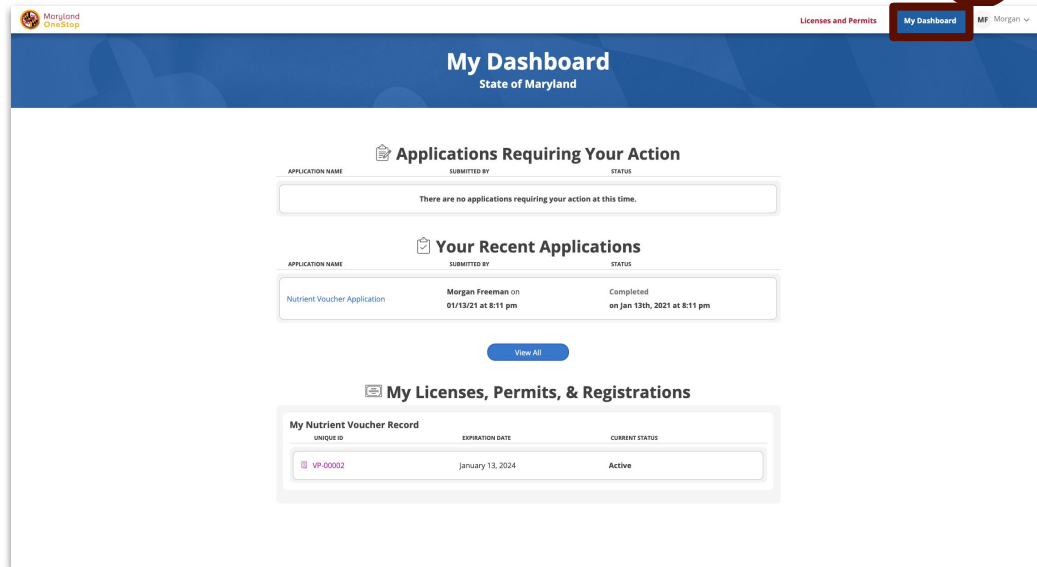 Maryland
OneStop
Licenses and Permits
My Dashboard
MF Morgan
My Dashboard
State of Maryland
Applications Requiring Your Action
APPLICATION NAME SUBMITTED BY STATUS
There are no applications requiring your action at this time.
Your Recent Applications
APPLICATION NAME SUBMITTED BY STATUS
Nutrient Voucher Application
Morgan Freeman on
01/13/21 at 8:11 pm
Completed
on Jan 13th, 2021 at 8:11 pm
View All
My Licenses, Permits, & Registrations
My Nutrient Voucher Record
UNIQUE ID EXPIRATION DATE CURRENT STATUS
VP-00002 January 13, 2024 Active